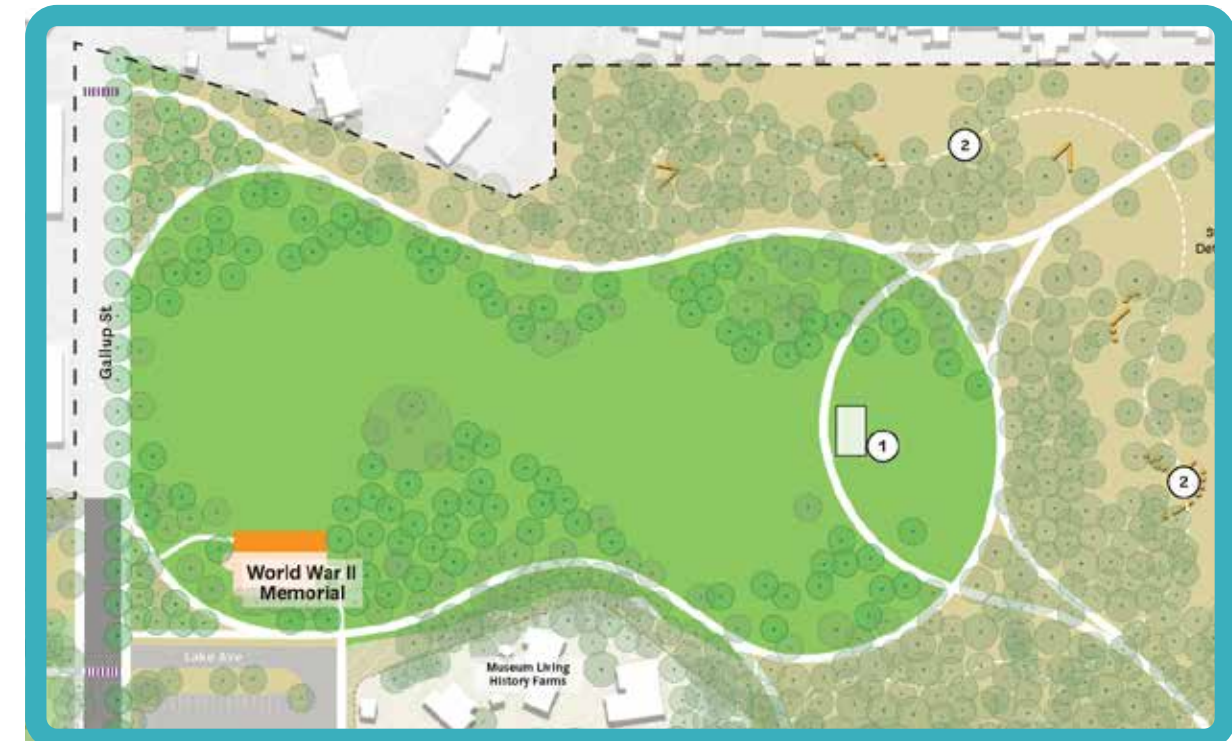 2
Gallup St
1
2
World War II
Memorial
Lake Ave
Museum Living
History Farms